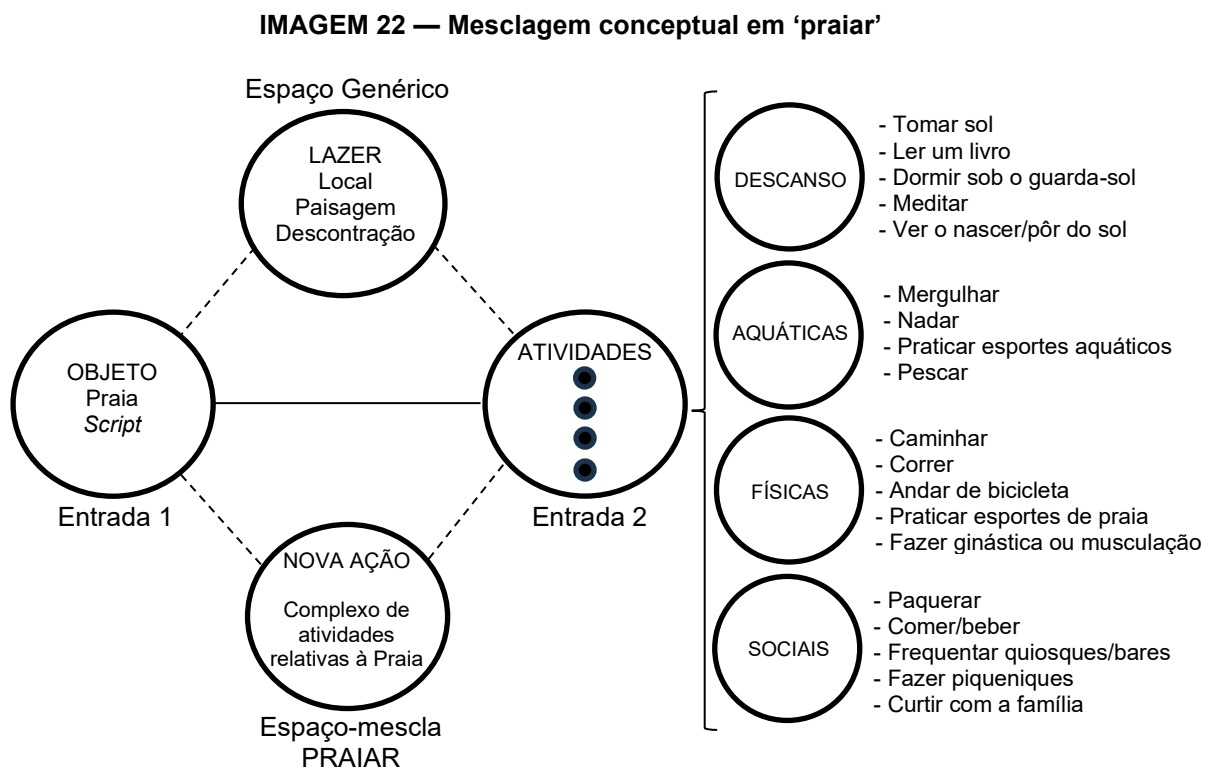 IMAGEM 22 — Mesclagem conceptual em ‘praiar’
Espaço Genérico
LAZER
Local
Paisagem
Descontração
OBJETO
Praia
Script
Entrada 1
ATIVIDADES
Entrada 2
NOVA AÇÃO
Complexo de
atividades
relativas à Praia
Espaço-mescla
PRAIAR
DESCANSO
- Tomar sol
- Ler um livro
- Dormir sob o guarda-sol
- Meditar
- Ver o nascer/pôr do sol
AQUÁTICAS
- Mergulhar
- Nadar
- Praticar esportes aquáticos
- Pescar
FÍSICAS
- Caminhar
- Correr
- Andar de bicicleta
- Praticar esportes de praia
- Fazer ginástica ou musculação
SOCIAIS
- Paquerar
- Comer/beber
- Frequentar quiosques/bares
- Fazer piqueniques
- Curtir com a família